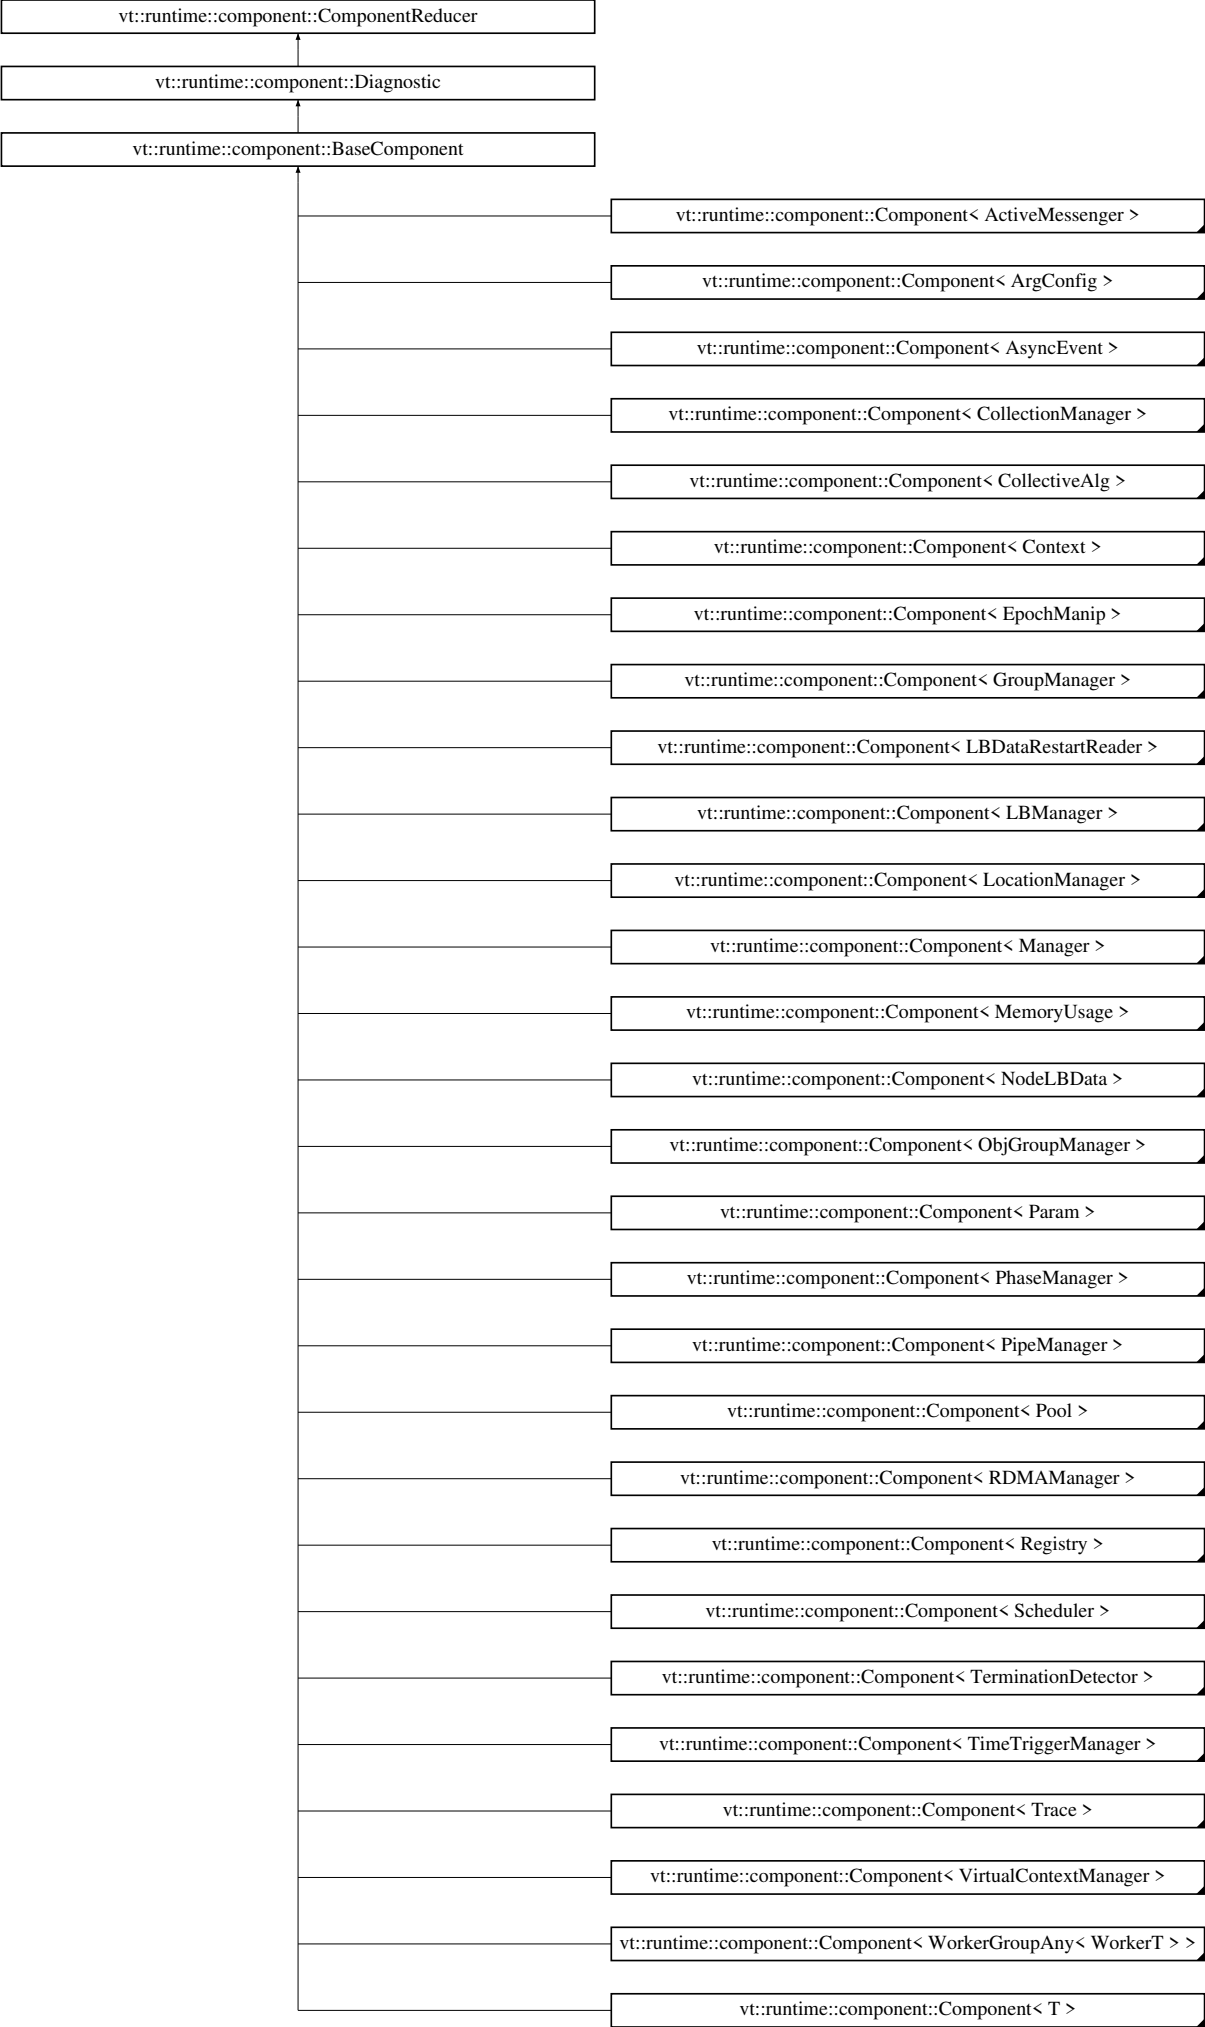 vt::runtime::component::ComponentReducer
vt::runtime::component::Diagnostic
vt::runtime::component::BaseComponent
vt::runtime::component::Component< ActiveMessenger >
vt::runtime::component::Component< ArgConfig >
vt::runtime::component::Component< AsyncEvent >
vt::runtime::component::Component< CollectionManager >
vt::runtime::component::Component< CollectiveAlg >
vt::runtime::component::Component< Context >
vt::runtime::component::Component< EpochManip >
vt::runtime::component::Component< GroupManager >
vt::runtime::component::Component< LBDataRestartReader >
vt::runtime::component::Component< LBManager >
vt::runtime::component::Component< LocationManager >
vt::runtime::component::Component< Manager >
vt::runtime::component::Component< MemoryUsage >
vt::runtime::component::Component< NodeLBData >
vt::runtime::component::Component< ObjGroupManager >
vt::runtime::component::Component< Param >
vt::runtime::component::Component< PhaseManager >
vt::runtime::component::Component< PipeManager >
vt::runtime::component::Component< Pool >
vt::runtime::component::Component< RDMAManager >
vt::runtime::component::Component< Registry >
vt::runtime::component::Component< Scheduler >
vt::runtime::component::Component< TerminationDetector >
vt::runtime::component::Component< TimeTriggerManager >
vt::runtime::component::Component< Trace >
vt::runtime::component::Component< VirtualContextManager >
vt::runtime::component::Component< WorkerGroupAny< WorkerT > >
vt::runtime::component::Component< T >